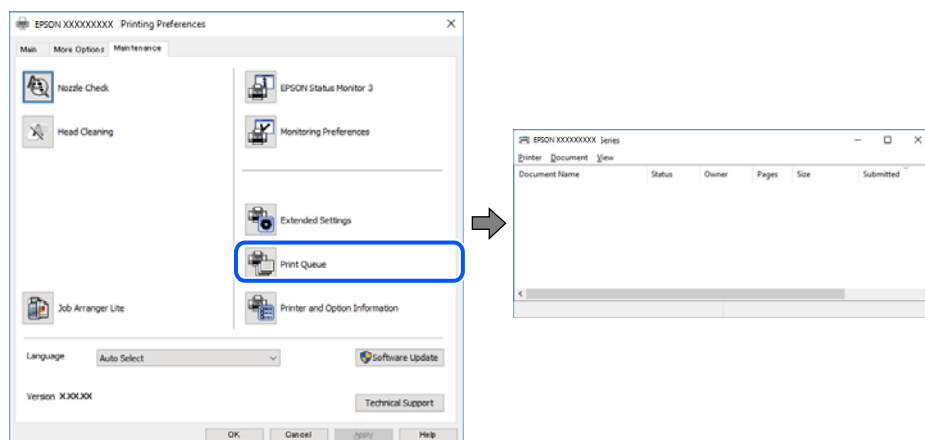 EPSON XXXXXXXXX Printing Preferences
Main More Options Maintenance
Nozzle Check
Head Cleaning
Job Arranger Lite
EPSON Status Monitor 3
Monitoring Preferences
Extended Settings
Print Queue
Printer and Option Information
Language Auto Select Software Update
Version X.XX.XX
Technical Support
OK Cancel Apply Help
EPSON XXXXXXXXX Series
Printer Document View
Document Name Status Owner Pages Size Submitted